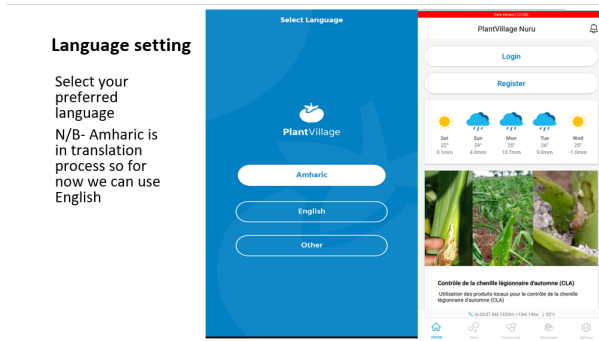 Language setting
Select your
preferred
language
N/B- Amharic is
in translation
process so for
now we can use
English
Select Language
PlantVillage
Amharic
English
Other
PlantVillage Nuru
Login
Register
Sat Sun Mon Tue Wed
22° 24° 25° 26° 25°
0.1mm 4.0mm 13.7mm 9.0mm -1.0mm
Contrôle de la chenille légionnaire d'automne (CLA)
Utilisation des produits locaux pour le contrôle de la chenille
légionnaire d'automne (CLA)
Home Nuru Community Resources Settings